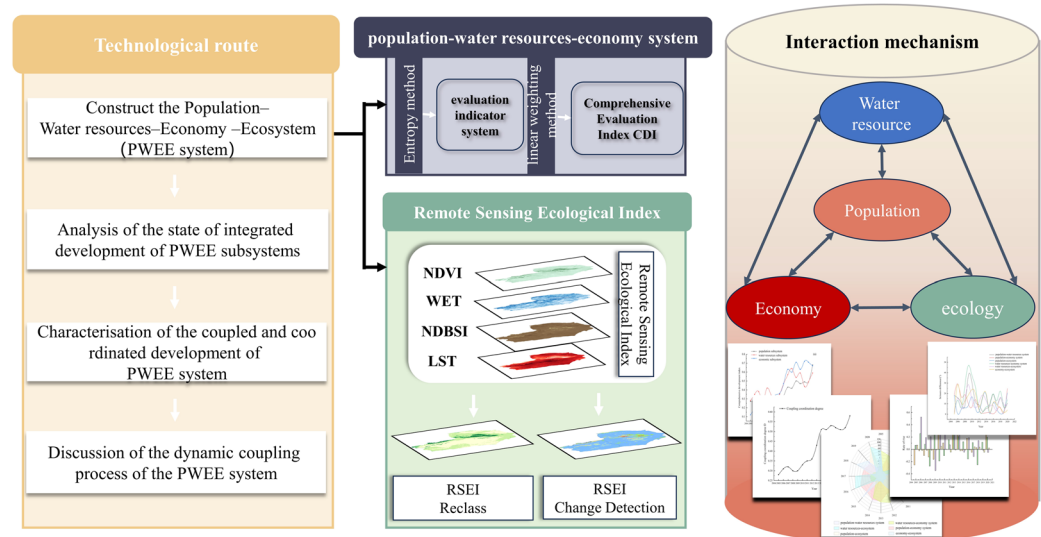 Technological route
Construct the Population–
Water resources–Economy –Ecosystem
(PWEE system)
Analysis of the state of integrated
development of PWEE subsystems
Characterisation of the coupled and coo
rdinated development of
PWEE system
Discussion of the dynamic coupling
process of the PWEE system
population-water resources-economy system
Entropy method
evaluation
indicator
system
linear weighting
method
Comprehensive
Evaluation
Index CDI
Remote Sensing Ecological Index
NDVI
WET
NDBSI
LST
Remote Sensing
Ecological Index
RSEI
Reclass
RSEI
Change Detection
Interaction mechanism
Water
resource
Population
Economy
ecology
Coupling coordination degree